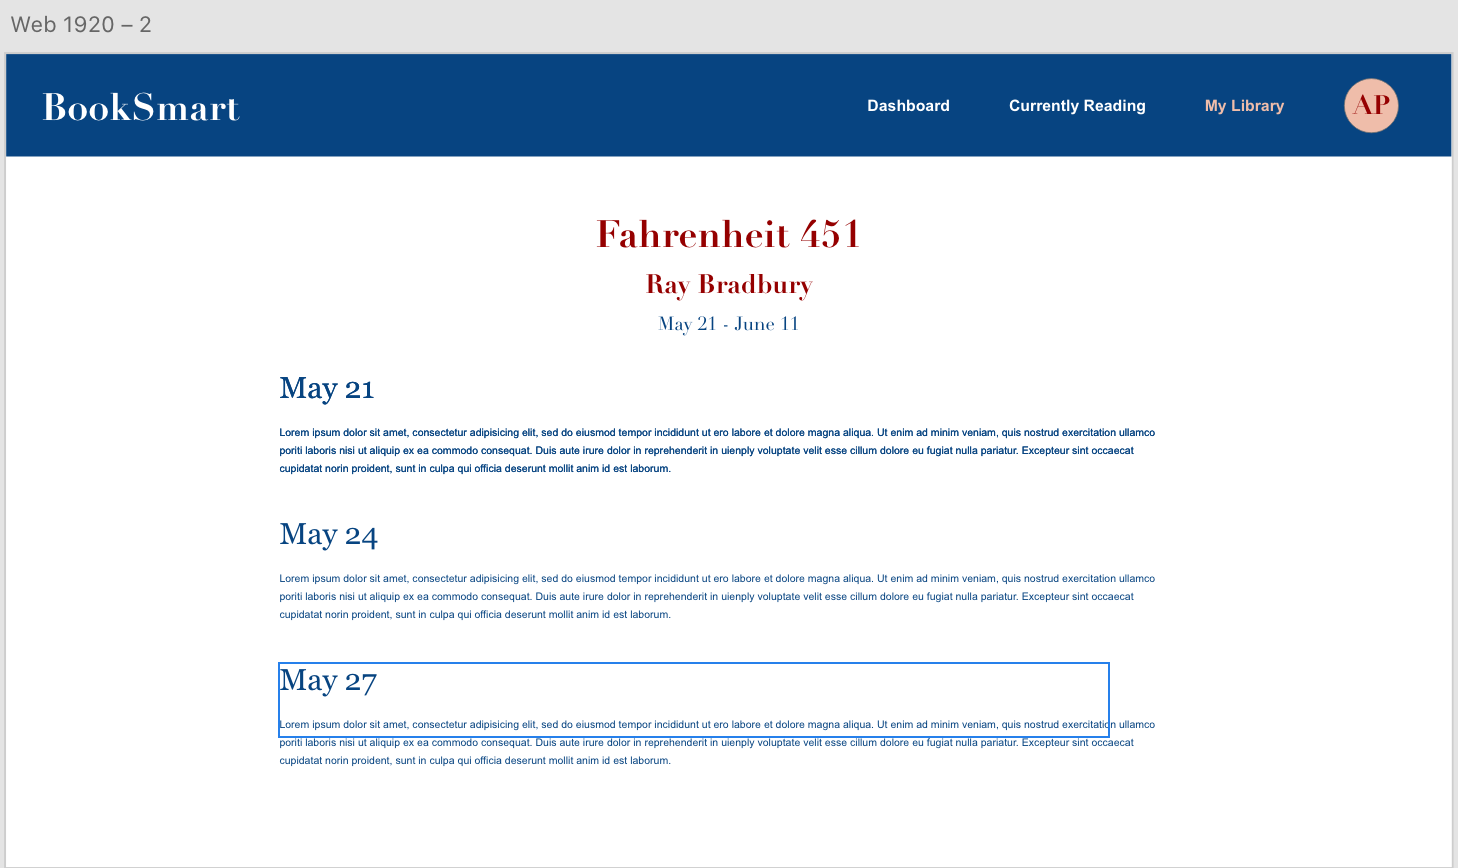 Web 1920 – 2
BookSmart
Dashboard
Currently Reading
My Library
AP
Fahrenheit 451
Ray Bradbury
May 21 - June 11
May 21
Lorem ipsum dolor sit amet, consectetur adipisicing elit, sed do eiusmod tempor incididunt ut ero labore et dolore magna aliqua. Ut enim ad minim veniam, quis nostrud exercitation ullamco
poriti laboris nisi ut aliquip ex ea commodo consequat. Duis aute irure dolor in reprehenderit in uienply voluptate velit esse cillum dolore eu fugiat nulla pariatur. Excepteur sint occaecat
cupidatat norin proident, sunt in culpa qui officia deserunt mollit anim id est laborum.
May 24
Lorem ipsum dolor sit amet, consectetur adipisicing elit, sed do eiusmod tempor incididunt ut ero labore et dolore magna aliqua. Ut enim ad minim veniam, quis nostrud exercitation ullamco
poriti laboris nisi ut aliquip ex ea commodo consequat. Duis aute irure dolor in reprehenderit in uienply voluptate velit esse cillum dolore eu fugiat nulla pariatur. Excepteur sint occaecat
cupidatat norin proident, sunt in culpa qui officia deserunt mollit anim id est laborum.
May 27
Lorem ipsum dolor sit amet, consectetur adipisicing elit, sed do eiusmod tempor incididunt ut ero labore et dolore magna aliqua. Ut enim ad minim veniam, quis nostrud exercitation ullamco
poriti laboris nisi ut aliquip ex ea commodo consequat. Duis aute irure dolor in reprehenderit in uienply voluptate velit esse cillum dolore eu fugiat nulla pariatur. Excepteur sint occaecat
cupidatat norin proident, sunt in culpa qui officia deserunt mollit anim id est laborum.